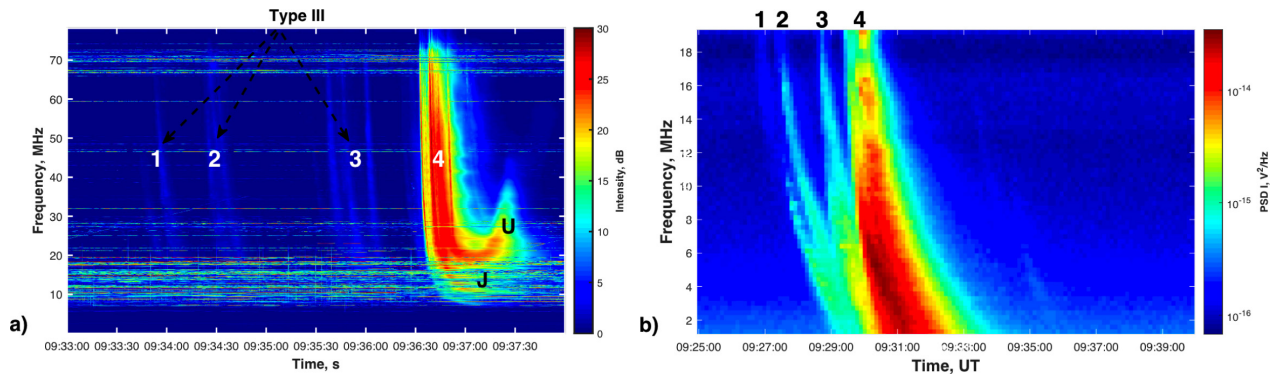 Type III
Frequency, MHz
70
60
50
40
30
20
10
1
2
3
4
U
J
09:33:00 09:33:30 09:34:00 09:34:30 09:35:00 09:35:30 09:36:00 09:36:30 09:37:00 09:37:30
Time, s
a)
30
25
20
15
10
5
0
Intensity, dB
1 2 3 4
Frequency, MHz
18
16
14
12
10
8
6
4
2
09:25:00 09:27:00 09:29:00 09:31:00 09:33:00 09:35:00 09:37:00 09:39:00
Time, UT
b)
10⁻¹⁴
10⁻¹⁵
10⁻¹⁶
PSD I, V²/Hz